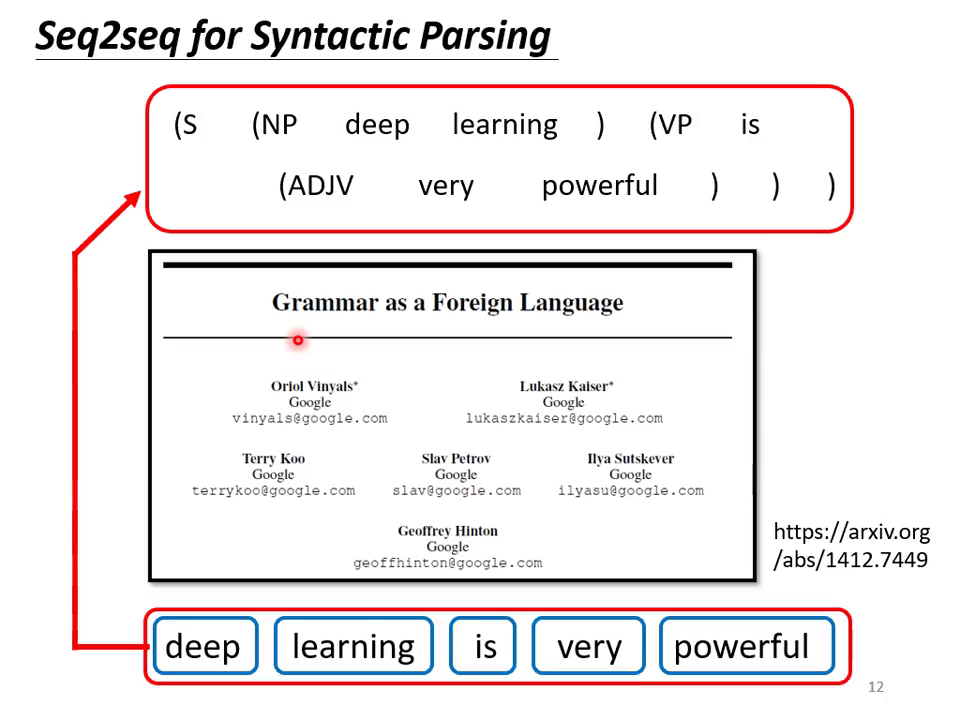 Seq2seq for Syntactic Parsing
(S (NP deep learning ) (VP is
(ADJV very powerful ) ) )
Grammar as a Foreign Language
Oriol Vinyals* Lukasz Kaiser*
Google Google
vinyals@google.com lukaszkaiser@google.com
Terry Koo Slav Petrov Ilya Sutskever
Google Google Google
terrykoo@google.com slav@google.com ilyasu@google.com
Geoffrey Hinton
Google
geoffhinton@google.com
https://arxiv.org
/abs/1412.7449
deep learning is very powerful
12